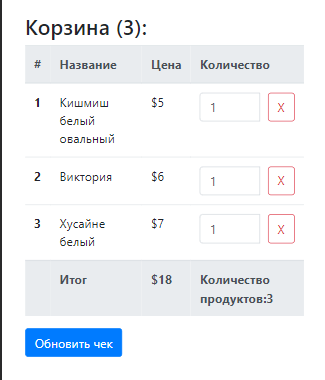 Корзина (3):
# Название Цена Количество
1 Кишмиш $5 1 X
белый
овальный
2 Виктория $6 1 X
3 Хусайне $7 1 X
белый
Итог $18 Количество
продуктов:3
Обновить чек